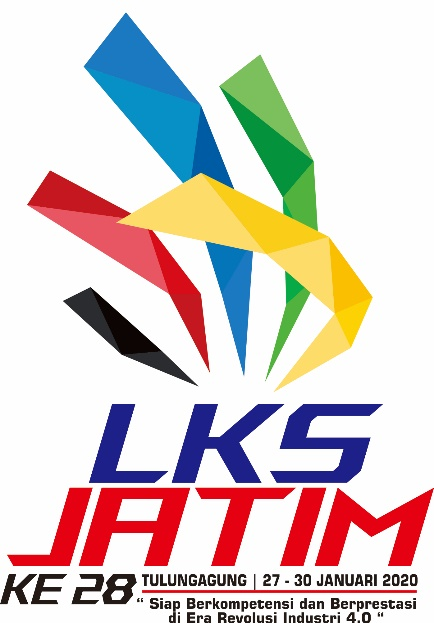 LKS
JATIM
KE 28 TULUNGAGUNG | 27 - 30 JANUARI 2020
“ Siap Berkompetensi dan Berprestasi
di Era Revolusi Industri 4.0 “